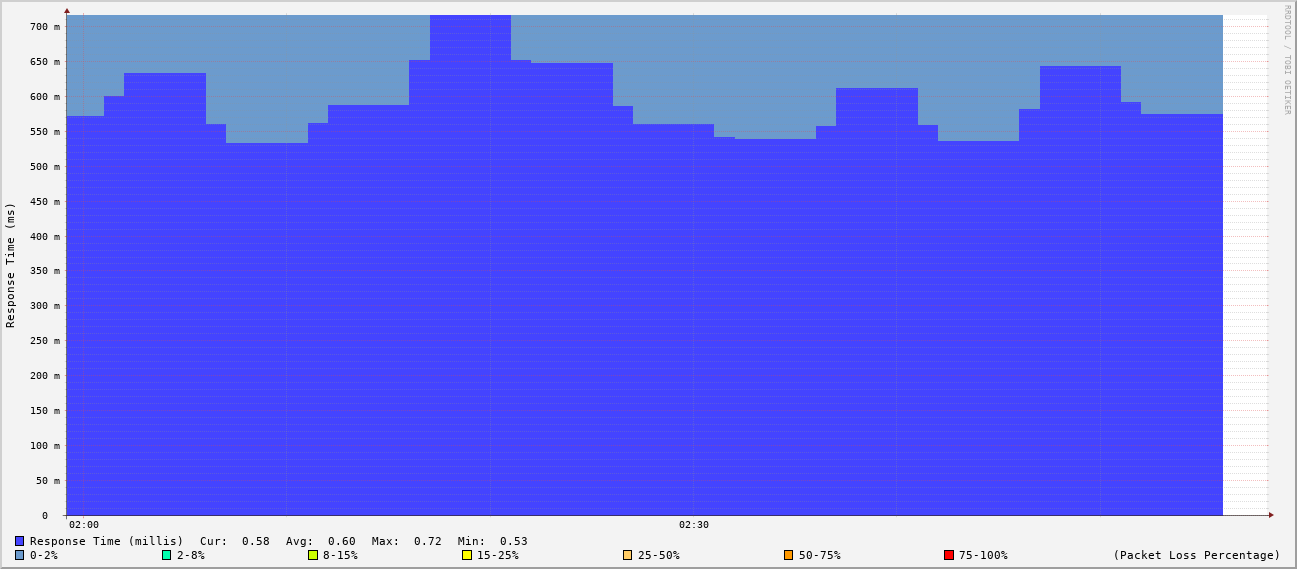 RRDTOOL / TOBI OETIKER
Response Time (ms)
700 m
650 m
600 m
550 m
500 m
450 m
400 m
350 m
300 m
250 m
200 m
150 m
100 m
50 m
0
02:00 02:30
Response Time (millis) Cur: 0.58 Avg: 0.60 Max: 0.72 Min: 0.53
0-2% 2-8% 8-15% 15-25% 25-50% 50-75% 75-100% (Packet Loss Percentage)